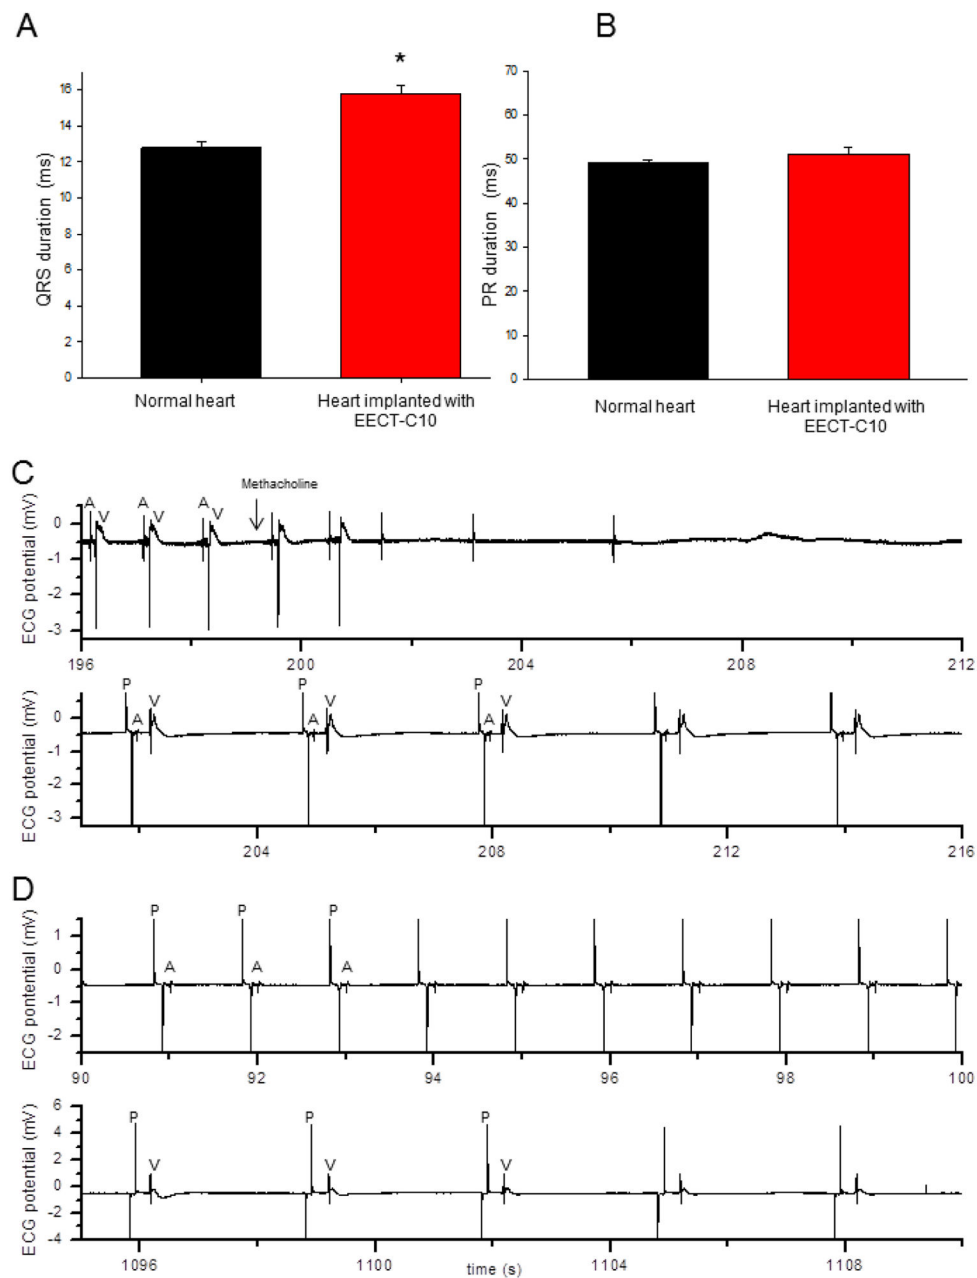 A
B
*
QRS duration (ms)
16
14
12
10
8
6
4
2
0
Normal heart
Heart implanted with
EECT-C10
PR duration (ms)
70
60
50
40
30
20
10
0
Normal heart
Heart implanted with
EECT-C10
C
Methacholine
A V A V A V
ECG potential (mV)
0
-1
-2
-3
196 200 204 208 212
P A V P A V P A V
ECG potential (mV)
0
-1
-2
-3
204 208 212 216
D
P P P
A A A
ECG pontential (mV)
1
0
-1
-2
90 92 94 96 98 100
P P P
V V V
ECG potential (mV)
6
4
2
0
-2
-4
1096 1100 1104 1108
time (s)